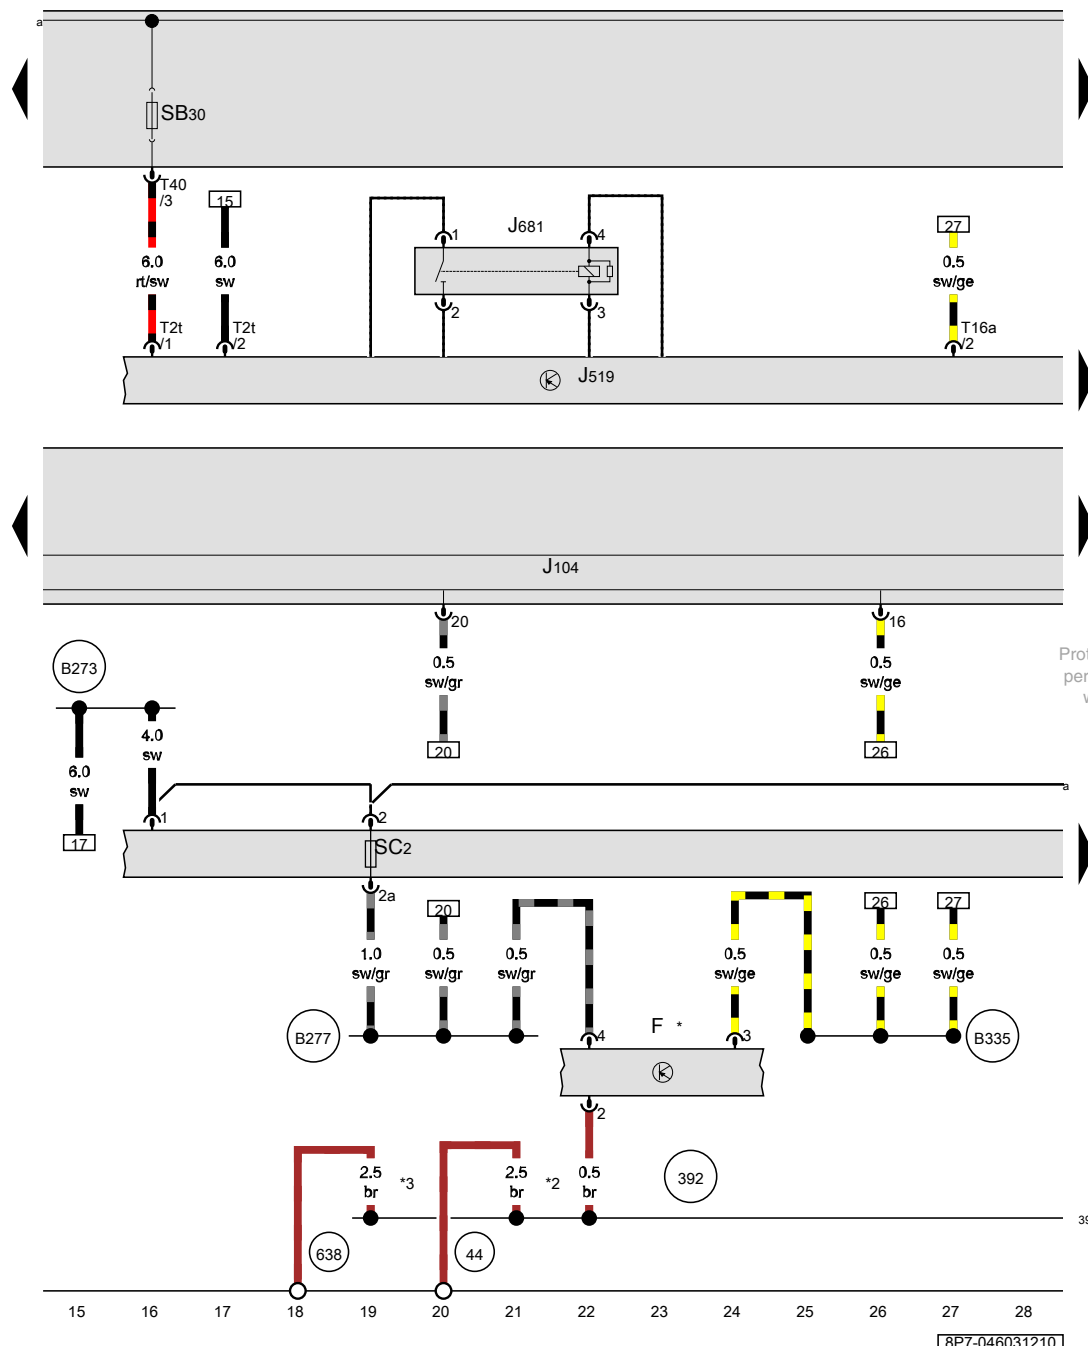 a
SB30
T40
/3
15
J681
1
4
27
6.0
rt/sw
6.0
sw
0.5
sw/ge
2
3
T2t
/1
T2t
/2
T16a
/2
J519
J104
20
16
B273
0.5
sw/gr
0.5
sw/ge
4.0
sw
20
26
6.0
sw
a
1
2
17
SC2
2a
20
26
27
1.0
sw/gr
0.5
sw/gr
0.5
sw/gr
0.5
sw/ge
0.5
sw/ge
0.5
sw/ge
B277
4
F *
3
B335
2
2.5
br
*3
2.5
br
*2
0.5
br
392
638
44
15 16 17 18 19 20 21 22 23 24 25 26 27 28
8P7-046031210